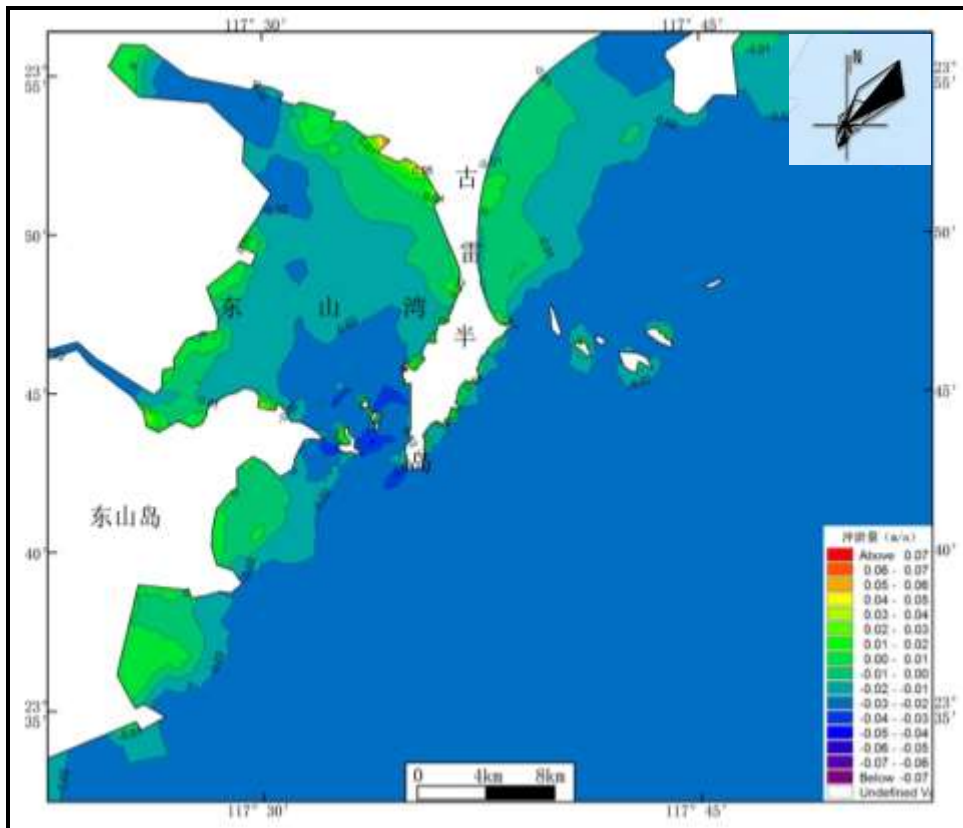 117° 30'
117° 45'
23°
55'
23°
55'
N
古
雷
半
岛
50'
50'
东 山 湾
45'
45'
东山岛
40'
40'
23°
35'
23°
35'
冲淤量 (m/a)
Above 0.07
0.06 - 0.07
0.05 - 0.06
0.04 - 0.05
0.03 - 0.04
0.02 - 0.03
0.01 - 0.02
0.00 - 0.01
-0.01 - 0.00
-0.02 - -0.01
-0.03 - -0.02
-0.04 - -0.03
-0.05 - -0.04
-0.06 - -0.05
-0.07 - -0.06
Below -0.07
Undefined V
0 4km 8km
117° 30'
117° 45'